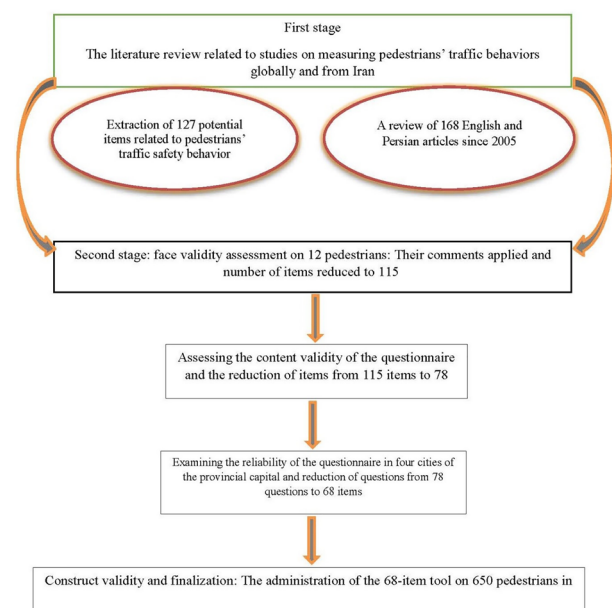 First stage
The literature review related to studies on measuring pedestrians' traffic behaviors
globally and from Iran
Extraction of 127 potential
items related to pedestrians'
traffic safety behavior
A review of 168 English and
Persian articles since 2005
Second stage: face validity assessment on 12 pedestrians: Their comments applied and
number of items reduced to 115
Assessing the content validity of the questionnaire
and the reduction of items from 115 items to 78
Examining the reliability of the questionnaire in four cities of
the provincial capital and reduction of questions from 78
questions to 68 items
Construct validity and finalization: The administration of the 68-item tool on 650 pedestrians in